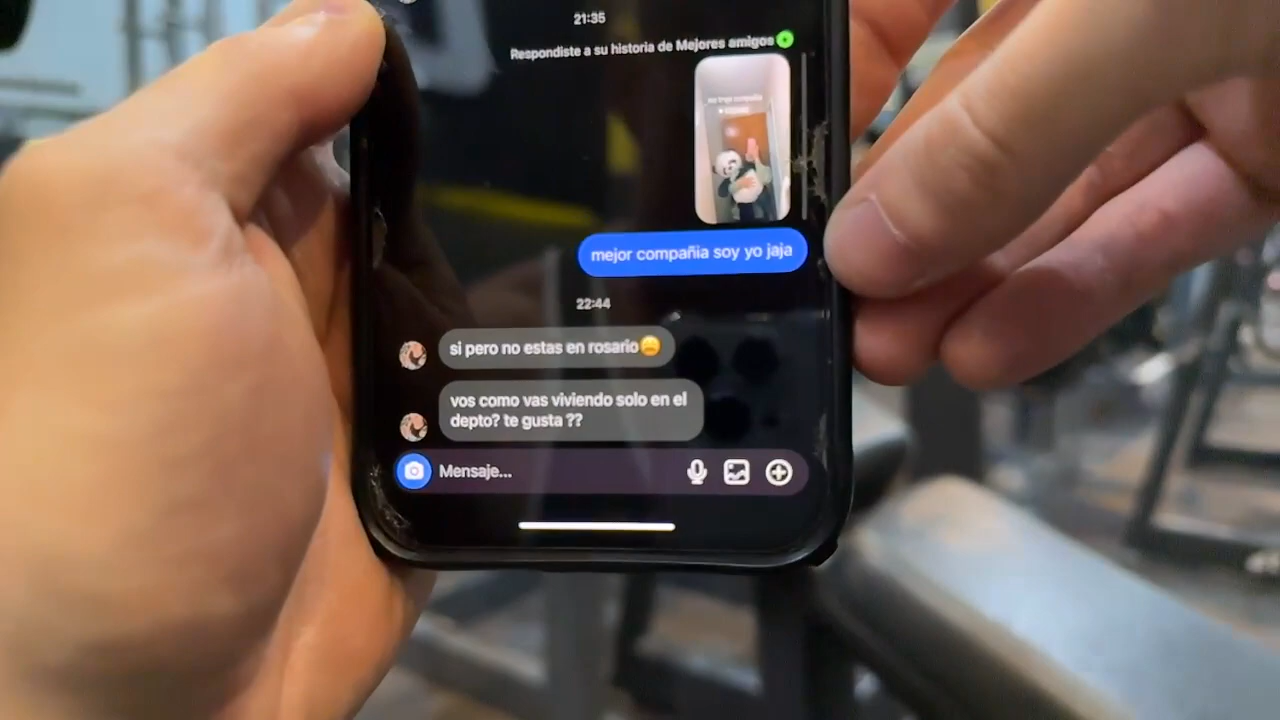 21:35
Respondiste a su historia de Mejores amigos
mejor compañia soy yo jaja
22:44
si pero no estas en rosario☹️
vos como vas viviendo solo en el
depto? te gusta ??
Mensaje...